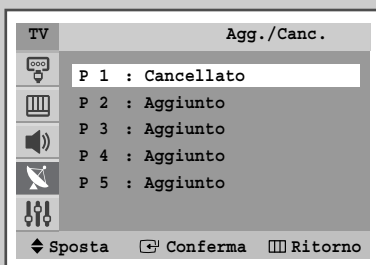 TV Agg./Canc.
P 1 : Cancellato
P 2 : Aggiunto
P 3 : Aggiunto
P 4 : Aggiunto
P 5 : Aggiunto
Sposta Conferma Ritorno